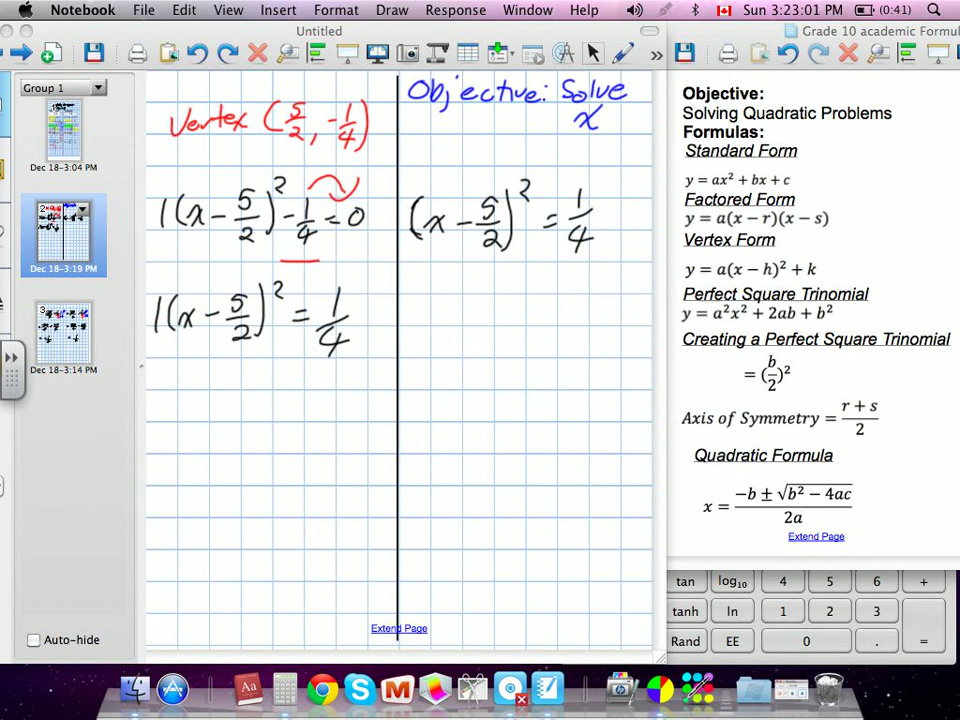 Notebook File Edit View Insert Format Draw Response Window Help Sun 3:23:01 PM (0:41)
Untitled
Grade 10 academic Formul
Group 1
Dec 18-3:04 PM
Dec 18-3:19 PM
Dec 18-3:14 PM
Auto-hide
Vertex (5/2, -1/4)
1(x - 5/2)² - 1/4 = 0
1(x - 5/2)² = 1/4
Objective: Solve
x
(x - 5/2)² = 1/4
Extend Page
Objective:
Solving Quadratic Problems
Formulas:
Standard Form
y = ax² + bx + c
Factored Form
y = a(x − r)(x − s)
Vertex Form
y = a(x − h)² + k
Perfect Square Trinomial
y = a²x² + 2ab + b²
Creating a Perfect Square Trinomial
= (b/2)²
Axis of Symmetry = r + s / 2
Quadratic Formula
x = −b ± √b² − 4ac / 2a
Extend Page
tan log₁₀ 4 5 6 +
tanh ln 1 2 3
Rand EE 0 . =
Aa